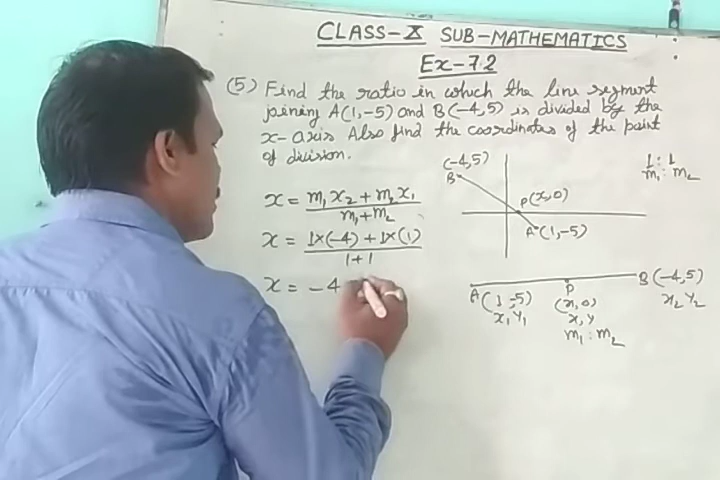 CLASS-X SUB-MATHEMATICS
Ex-7.2
(5) Find the ratio in which the line segment
joining A(1,-5) and B(-4,5) is divided by the
x-axis Also find the coordinates of the point
of division.
x = m₁x₂+m₂x₁
m₁+m₂
x = 1×(-4)+1×(1)
1+1
x = -4
(-4,5)
B
P(x,0)
A(1,-5)
1:1
m₁:m₂
A(1,-5)
x₁ y₁
P
(x,0)
x,y
m₁:m₂
B(-4,5)
x₂ y₂